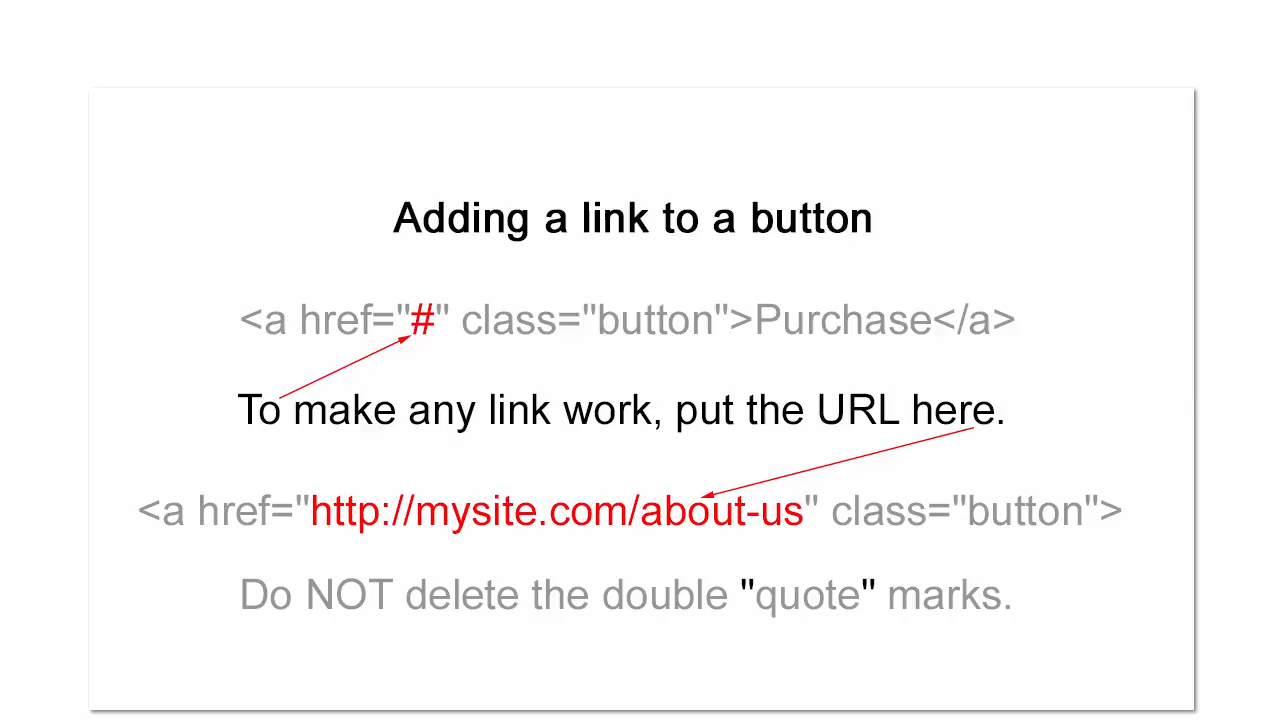 Adding a link to a button
<a href="#" class="button">Purchase</a>
To make any link work, put the URL here.
<a href="http://mysite.com/about-us" class="button">
Do NOT delete the double "quote" marks.